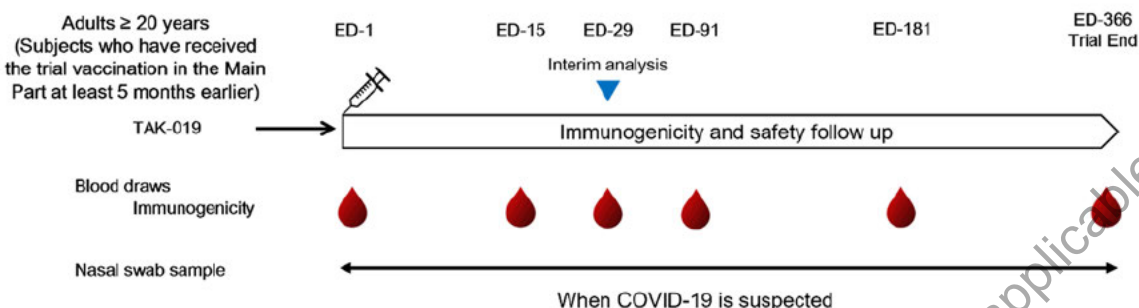 Adults ≥ 20 years
(Subjects who have received
the trial vaccination in the Main
Part at least 5 months earlier)
ED-1
ED-15
ED-29
ED-91
ED-181
ED-366
Trial End
Interim analysis
TAK-019
Immunogenicity and safety follow up
Blood draws
Immunogenicity
Nasal swab sample
When COVID-19 is suspected
applicable